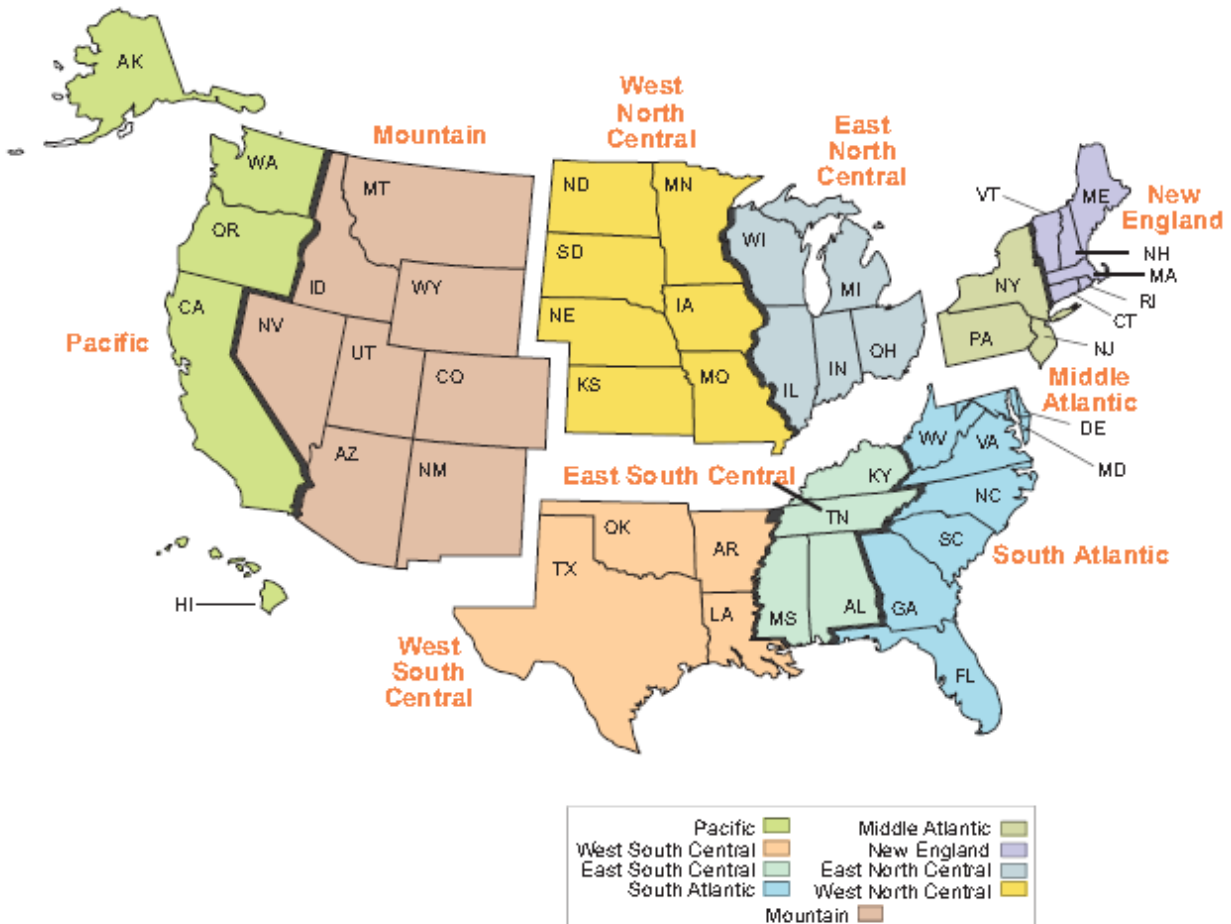 AK
West
North
Central
East
North
Central
Mountain
WA
MT
ND
MN
VT
ME
New
England
OR
WI
NH
SD
MA
ID
WY
MI
NY
RI
CA
NV
NE
IA
CT
Pacific
UT
PA
OH
NJ
CO
KS
MO
IL
IN
Middle
Atlantic
DE
WV
VA
AZ
NM
MD
East South Central
KY
NC
OK
TN
AR
SC
South Atlantic
TX
HI
LA
MS
AL
GA
West
South
Central
FL
Pacific
Middle Atlantic
West South Central
New England
East South Central
East North Central
South Atlantic
West North Central
Mountain